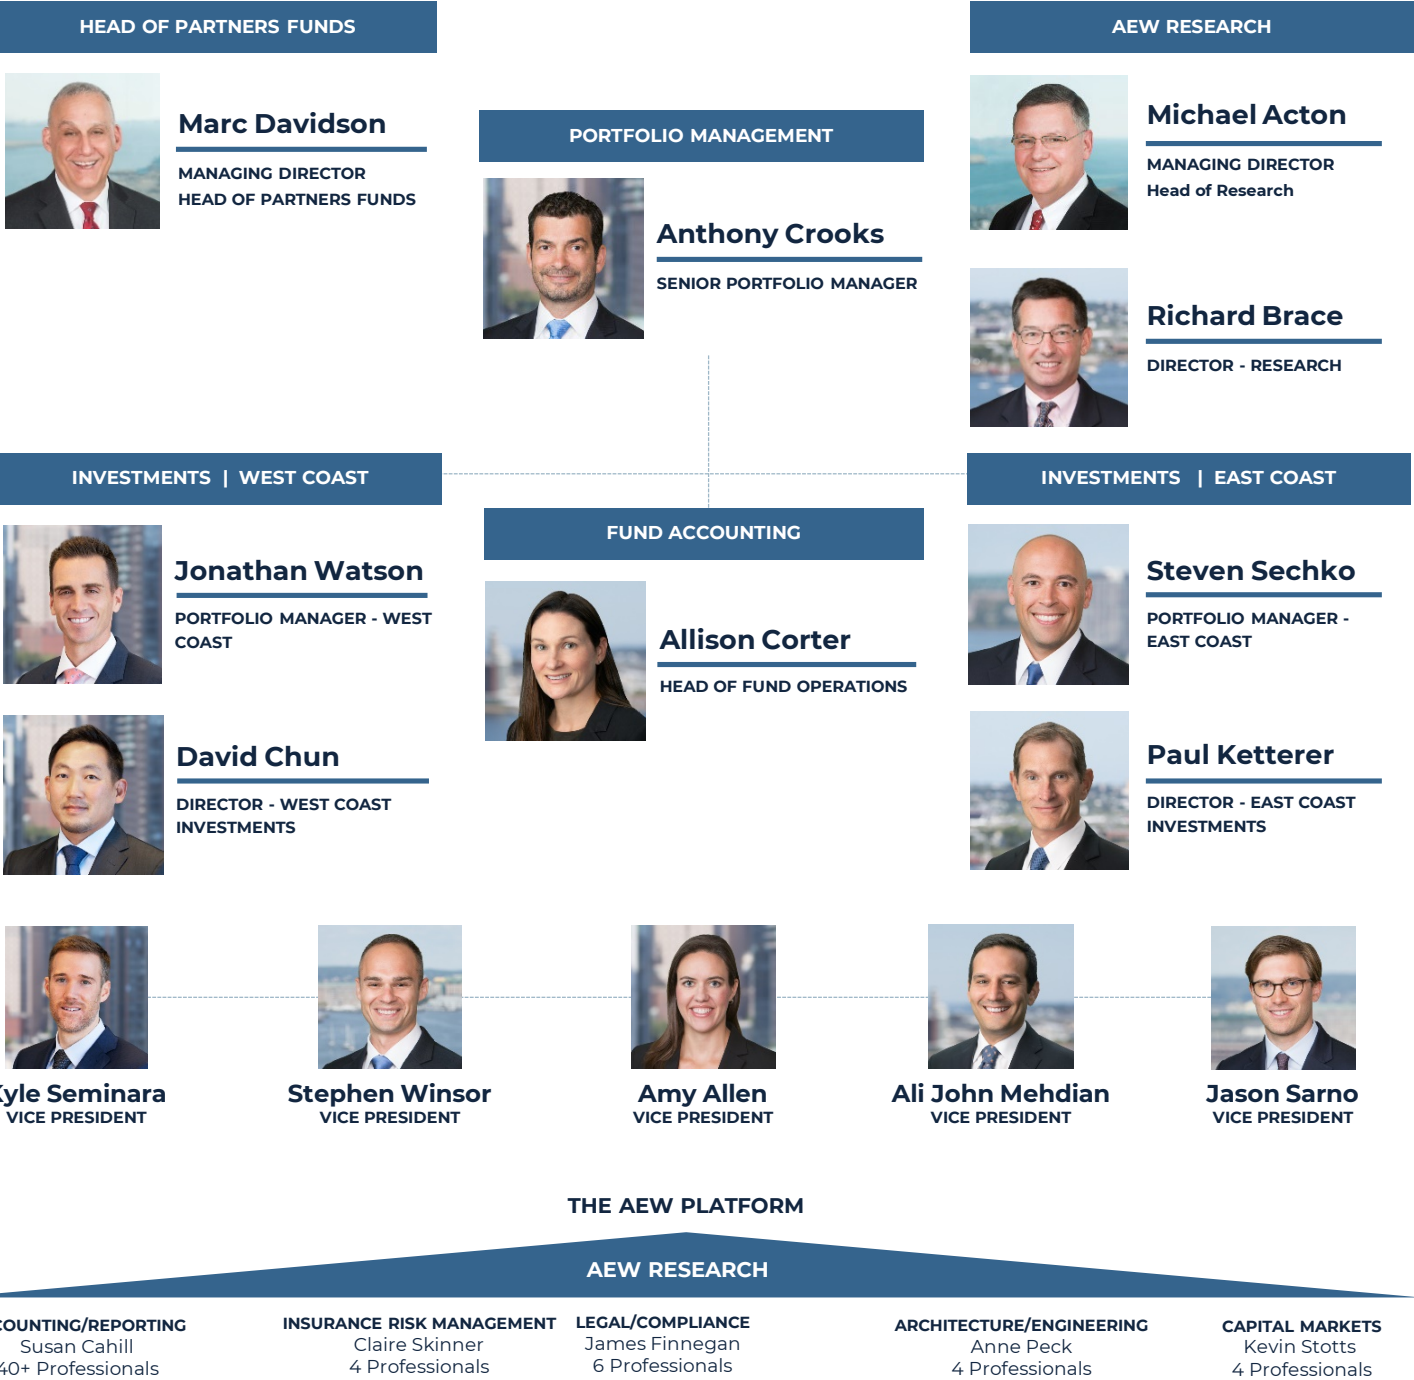 HEAD OF PARTNERS FUNDS
Marc Davidson
MANAGING DIRECTOR
HEAD OF PARTNERS FUNDS
PORTFOLIO MANAGEMENT
Anthony Crooks
SENIOR PORTFOLIO MANAGER
AEW RESEARCH
Michael Acton
MANAGING DIRECTOR
Head of Research
Richard Brace
DIRECTOR - RESEARCH
INVESTMENTS | WEST COAST
Jonathan Watson
PORTFOLIO MANAGER - WEST
COAST
David Chun
DIRECTOR - WEST COAST
INVESTMENTS
FUND ACCOUNTING
Allison Corter
HEAD OF FUND OPERATIONS
INVESTMENTS | EAST COAST
Steven Sechko
PORTFOLIO MANAGER -
EAST COAST
Paul Ketterer
DIRECTOR - EAST COAST
INVESTMENTS
Kyle Seminara
VICE PRESIDENT
Stephen Winsor
VICE PRESIDENT
Amy Allen
VICE PRESIDENT
Ali John Mehdian
VICE PRESIDENT
Jason Sarno
VICE PRESIDENT
THE AEW PLATFORM
AEW RESEARCH
COUNTING/REPORTING
Susan Cahill
40+ Professionals
INSURANCE RISK MANAGEMENT
Claire Skinner
4 Professionals
LEGAL/COMPLIANCE
James Finnegan
6 Professionals
ARCHITECTURE/ENGINEERING
Anne Peck
4 Professionals
CAPITAL MARKETS
Kevin Stotts
4 Professionals